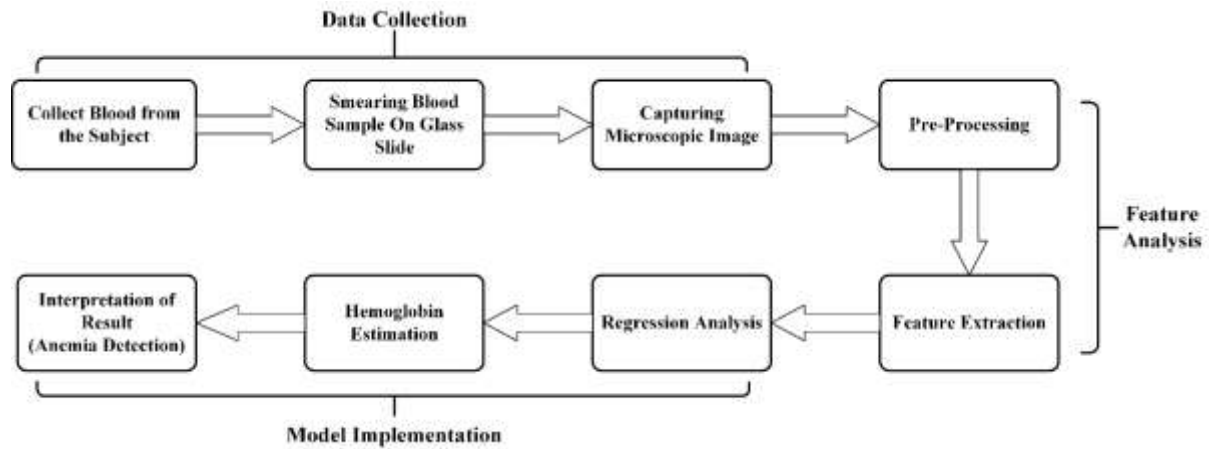 Data Collection
Collect Blood from
the Subject
Smearing Blood
Sample On Glass
Slide
Capturing
Microscopic Image
Pre-Processing
Feature
Analysis
Feature Extraction
Regression Analysis
Hemoglobin
Estimation
Interpretation of
Result
(Anemia Detection)
Model Implementation